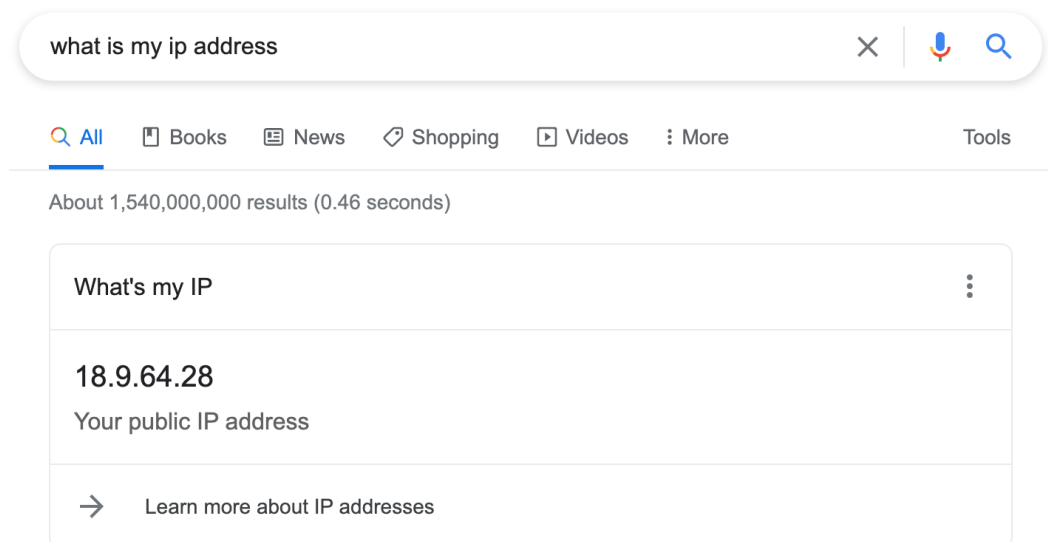 what is my ip address
All Books News Shopping Videos More Tools
About 1,540,000,000 results (0.46 seconds)
What's my IP
18.9.64.28
Your public IP address
Learn more about IP addresses